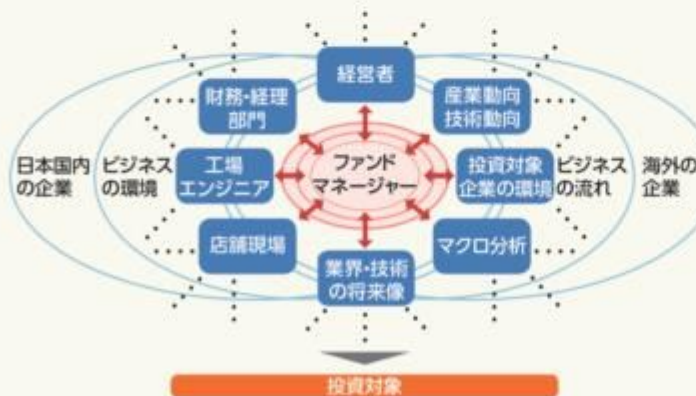 経営者
財務・経理
部門
産業動向
技術動向
日本国内
の企業
ビジネス
の環境
工場
エンジニア
ファンド
マネージャー
投資対象
企業の環境
ビジネス
の流れ
海外の
企業
店舗現場
業界・技術
の将来像
マクロ分析
投資対象